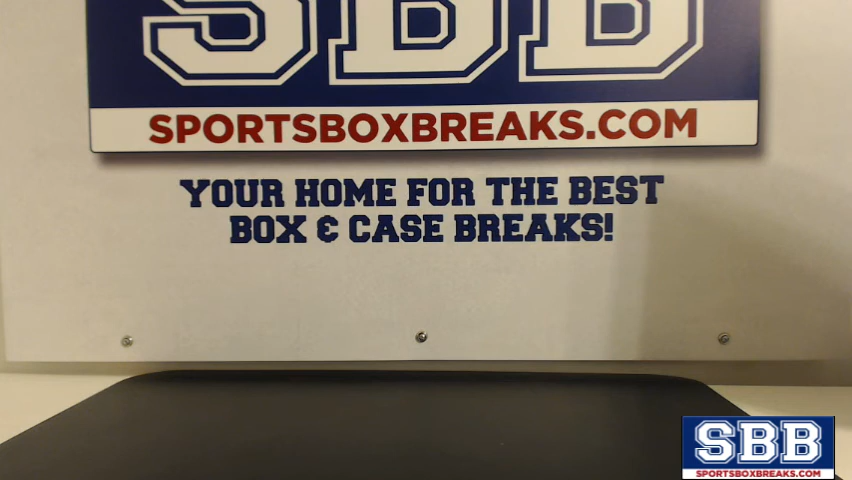 SBB
SPORTSBOXBREAKS.COM
YOUR HOME FOR THE BEST
BOX & CASE BREAKS!
SBB
SPORTSBOXBREAKS.COM